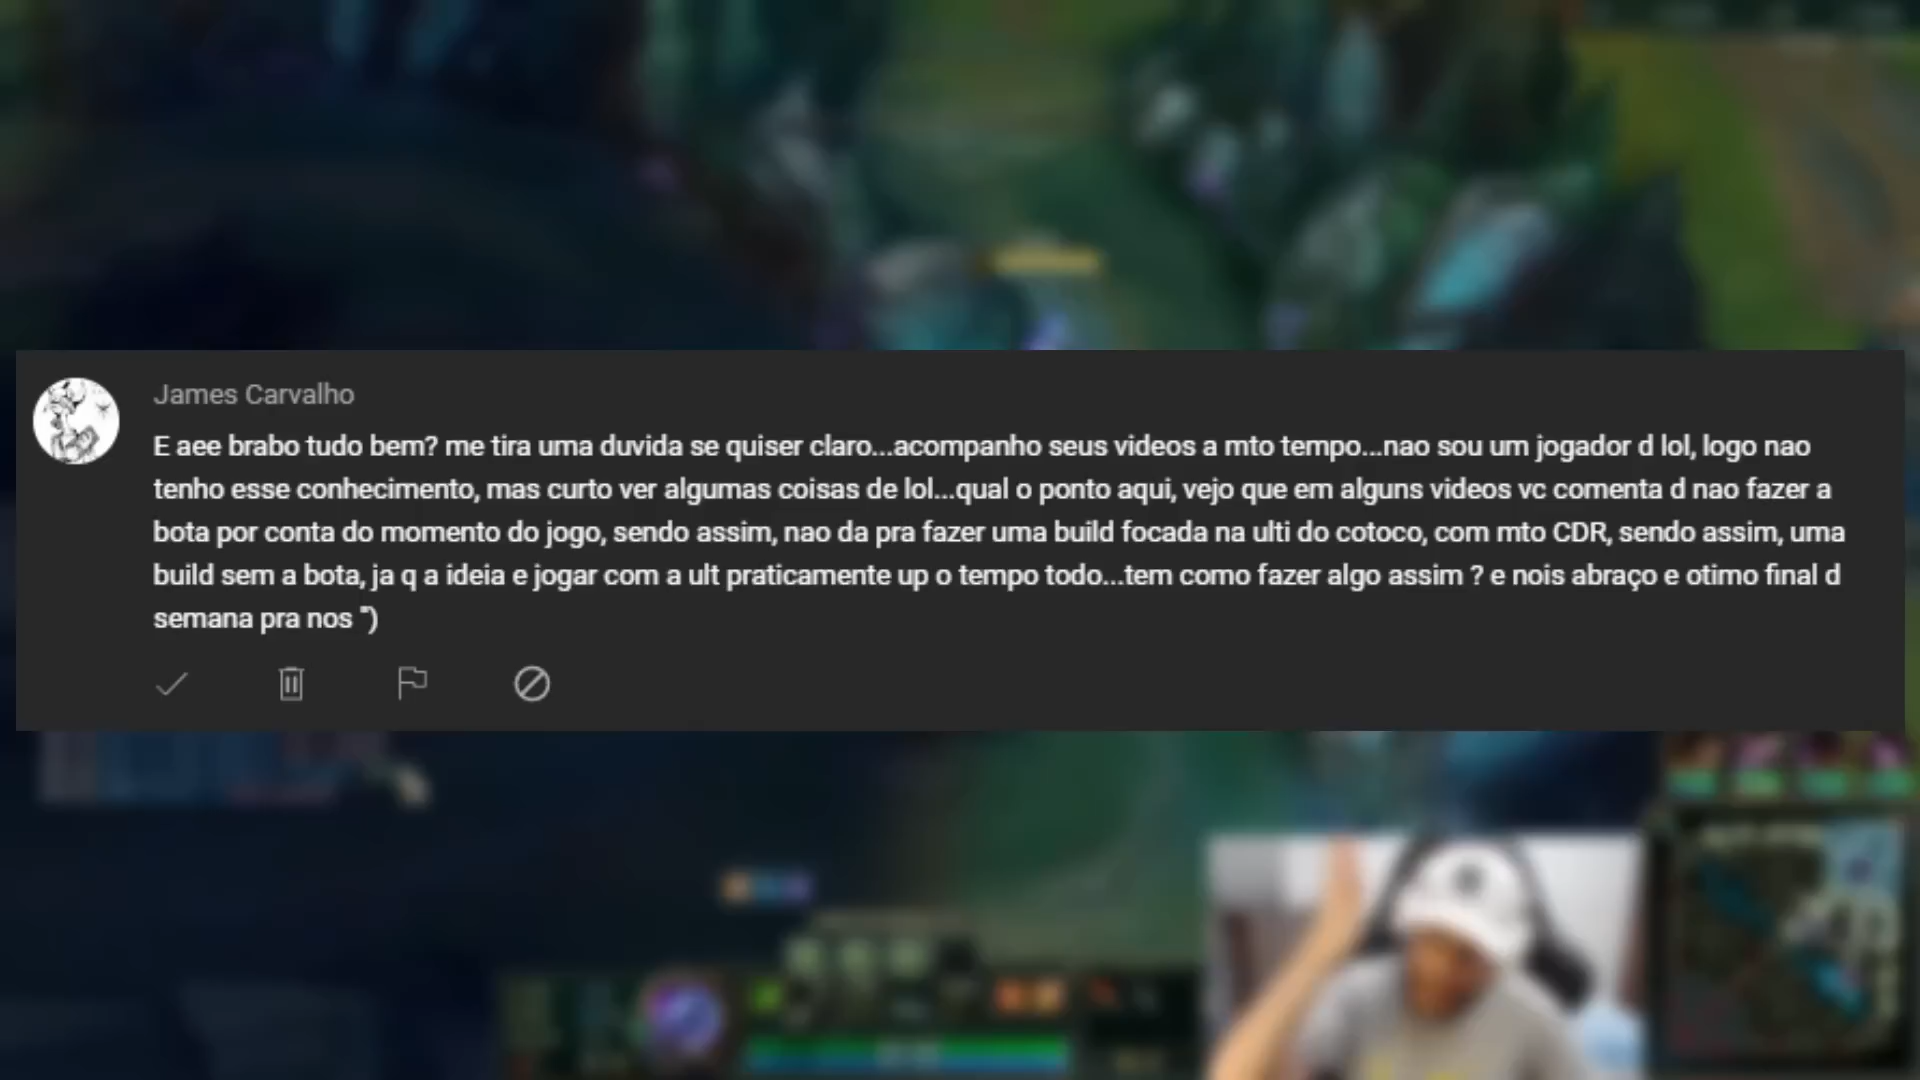 James Carvalho
E aee brabo tudo bem? me tira uma duvida se quiser claro...acompanho seus videos a mto tempo...nao sou um jogador d lol, logo nao
tenho esse conhecimento, mas curto ver algumas coisas de lol...qual o ponto aqui, vejo que em alguns videos vc comenta d nao fazer a
bota por conta do momento do jogo, sendo assim, nao da pra fazer uma build focada na ulti do cotoco, com mto CDR, sendo assim, uma
build sem a bota, ja q a ideia e jogar com a ult praticamente up o tempo todo...tem como fazer algo assim ? e nois abraço e otimo final d
semana pra nos ")